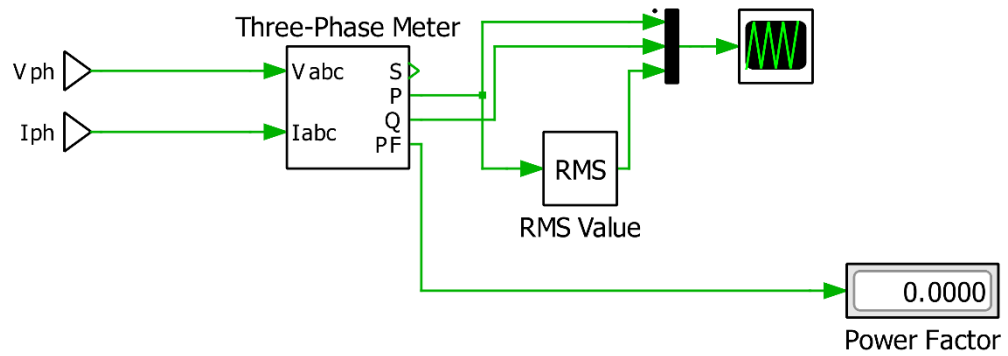 Three-Phase Meter
Vph
Vabc
S
P
Iph
Iabc
Q
PF
RMS
RMS Value
0.0000
Power Factor